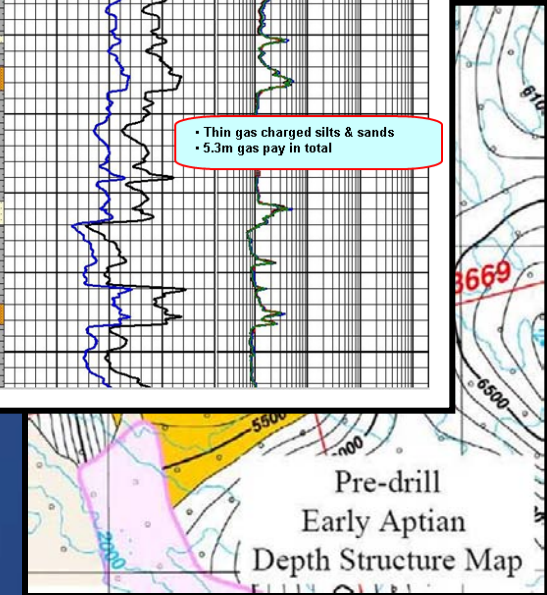 • Thin gas charged silts & sands
• 5.3m gas pay in total
3669
6500
5500
2000
Pre-drill
Early Aptian
Depth Structure Map